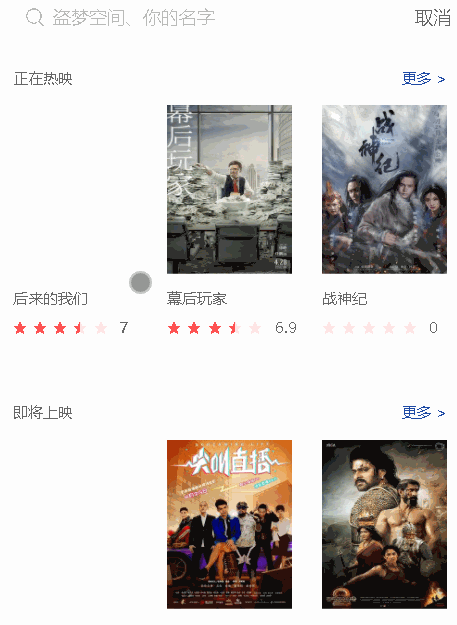 盗梦空间、你的名字 取消
正在热映 更多 >
幕后玩家
4.28
战神纪
后来的我们 幕后玩家 战神纪
7 6.9 0
即将上映 更多 >
尖叫直播